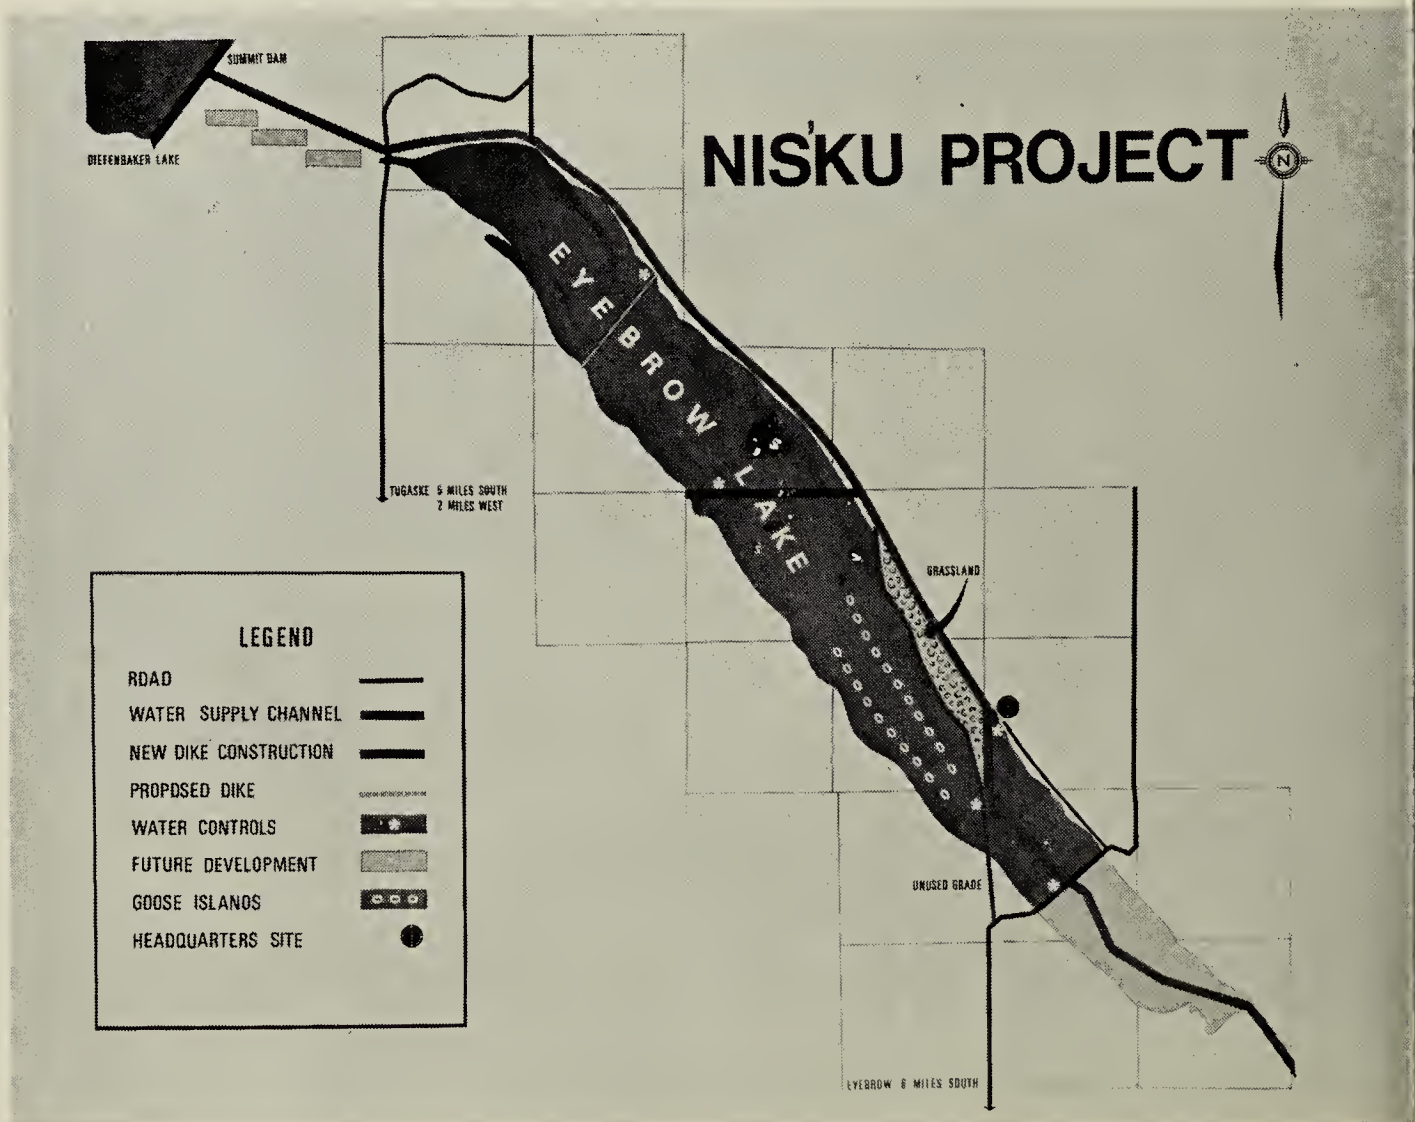 SUMMIT DAM
DIEFENBAKER LAKE
NIS'KU PROJECT
N
EYEBROW LAKE
TUGASKE 5 MILES SOUTH
2 MILES WEST
GRASSLAND
LEGEND
ROAD
WATER SUPPLY CHANNEL
NEW DIKE CONSTRUCTION
PROPOSED DIKE
WATER CONTROLS
FUTURE DEVELOPMENT
GOOSE ISLANDS
HEADQUARTERS SITE
UNUSED GRADE
EYEBROW 6 MILES SOUTH